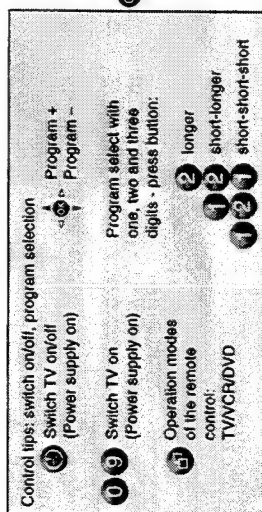 Control tips: switch on/off, program selection
Switch TV on/off
(Power supply on)
OK
Program +
Program –
0 9
Switch TV on
(Power supply on)
Program select with
one, two and three
digits - press button:
Operation modes
of the remote
control:
TV/VCR/DVD
2 longer
1 2 short-longer
1 2 1 short-short-short